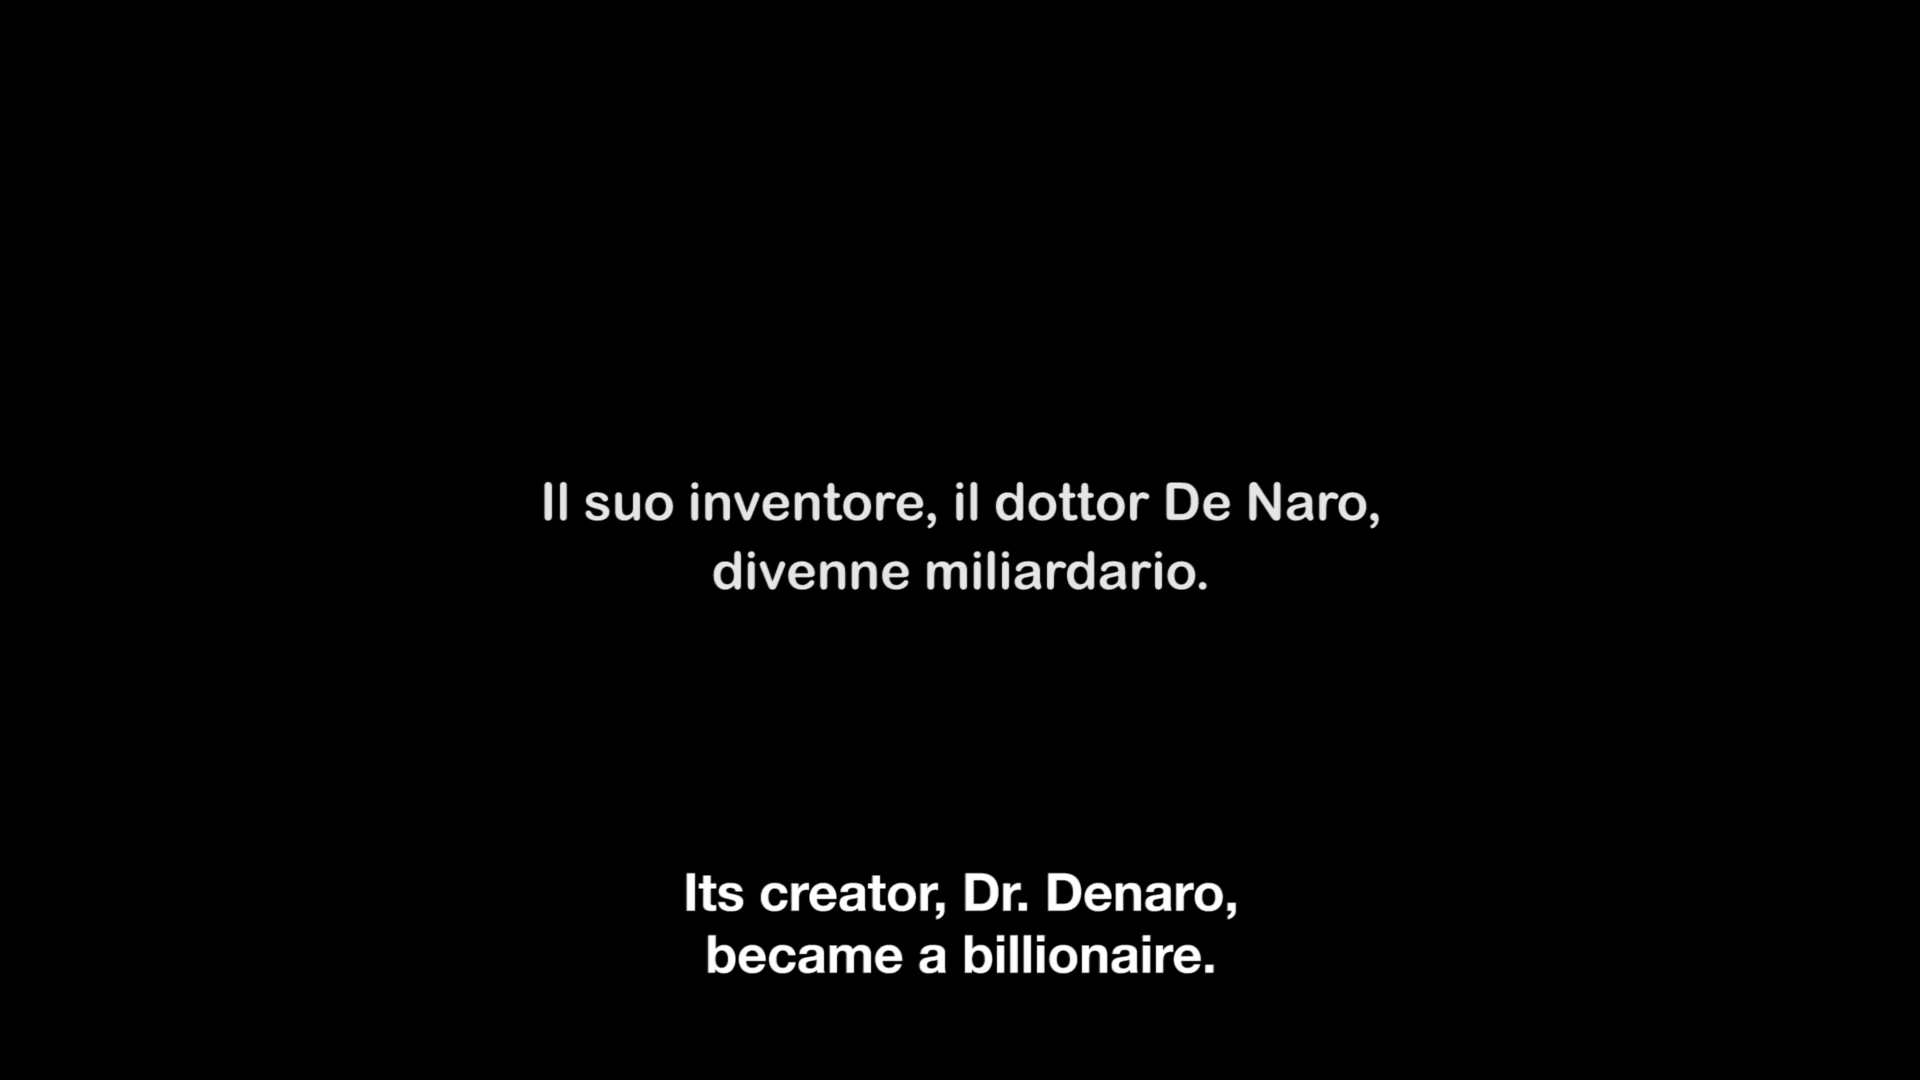 Il suo inventore, il dottor De Naro,
divenne miliardario.
Its creator, Dr. Denaro,
became a billionaire.